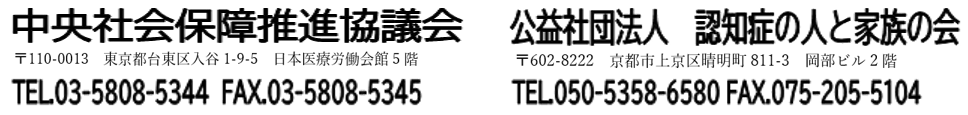 中央社会保障推進協議会
〒110-0013　東京都台東区入谷 1-9-5　日本医療労働会館 5 階
TEL.03-5808-5344 FAX.03-5808-5345
公益社団法人　認知症の人と家族の会
〒602-8222　京都市上京区晴明町 811-3　岡部ビル 2 階
TEL.050-5358-6580 FAX.075-205-5104